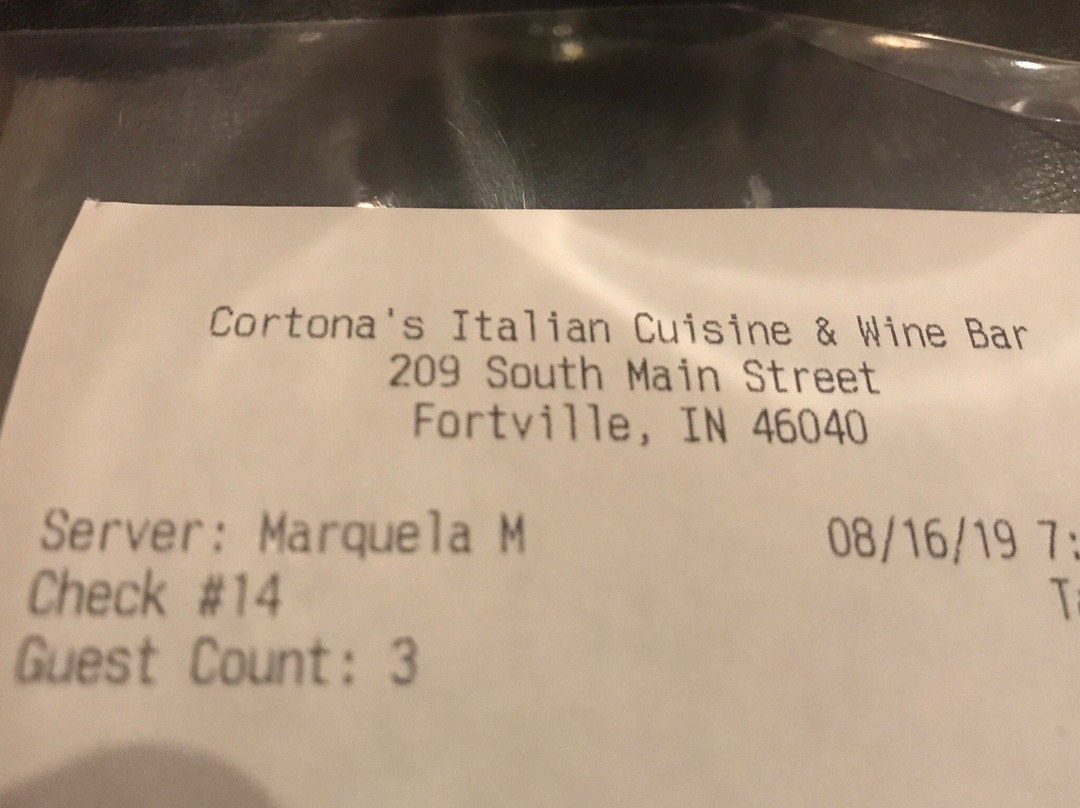 Cortona's Italian Cuisine & Wine Bar
209 South Main Street
Fortville, IN 46040
Server: Marquela M 08/16/19 7:
Check #14
Guest Count: 3